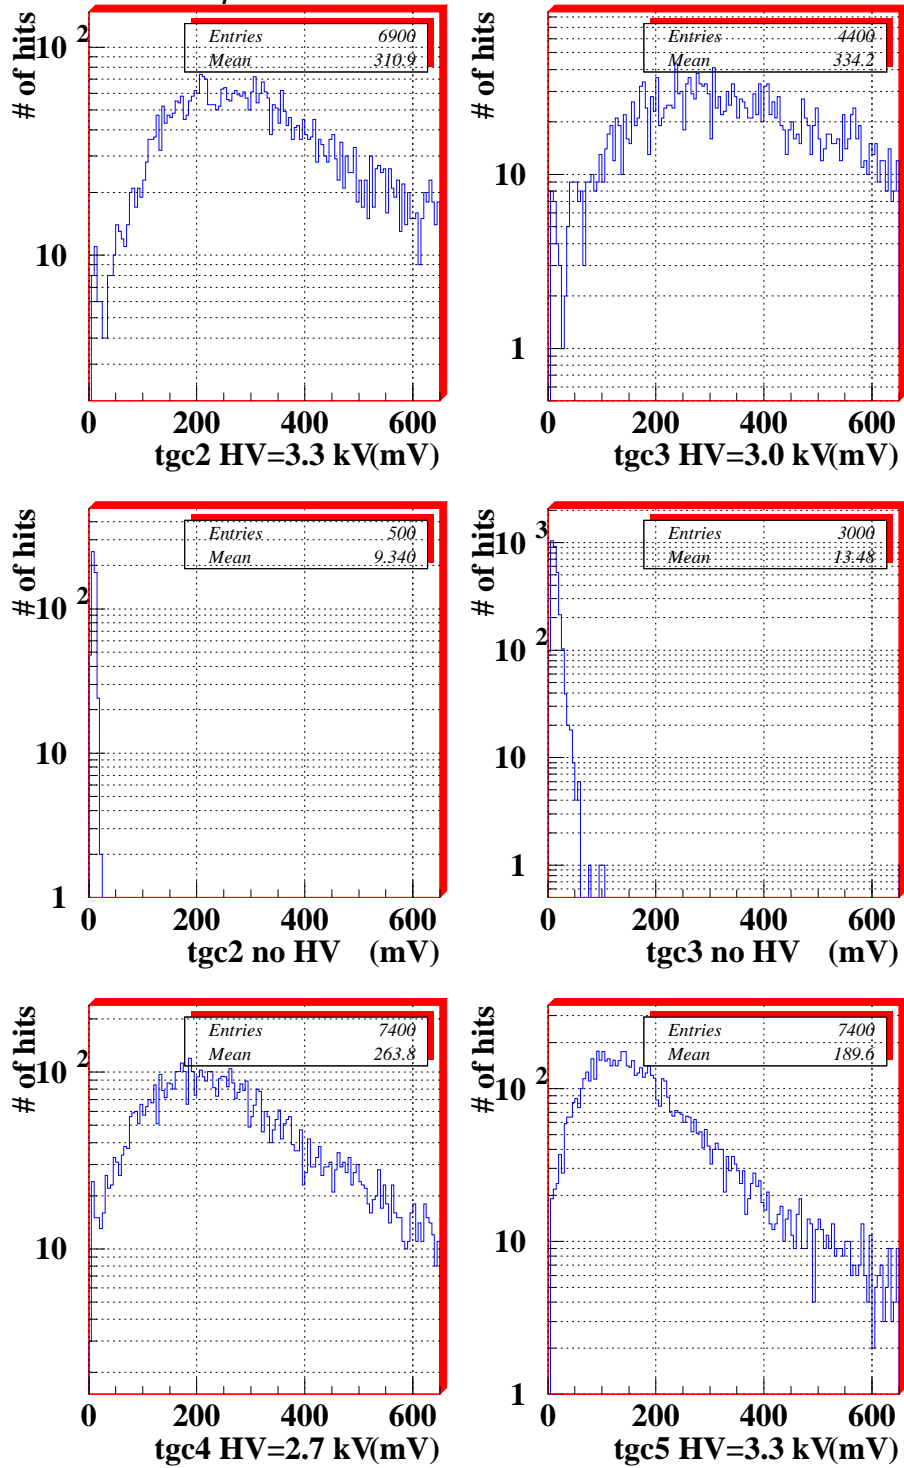 # of hits
Entries 6900
Mean 310.9
10 2
10
0 200 400 600
tgc2 HV=3.3 kV(mV)
# of hits
Entries 4400
Mean 334.2
10
1
0 200 400 600
tgc3 HV=3.0 kV(mV)
# of hits
Entries 500
Mean 9.340
10 2
10
1
0 200 400 600
tgc2 no HV (mV)
# of hits
Entries 3000
Mean 13.48
10 3
10 2
10
1
0 200 400 600
tgc3 no HV (mV)
# of hits
Entries 7400
Mean 263.8
10 2
10
0 200 400 600
tgc4 HV=2.7 kV(mV)
# of hits
Entries 7400
Mean 189.6
10 2
10
1
0 200 400 600
tgc5 HV=3.3 kV(mV)